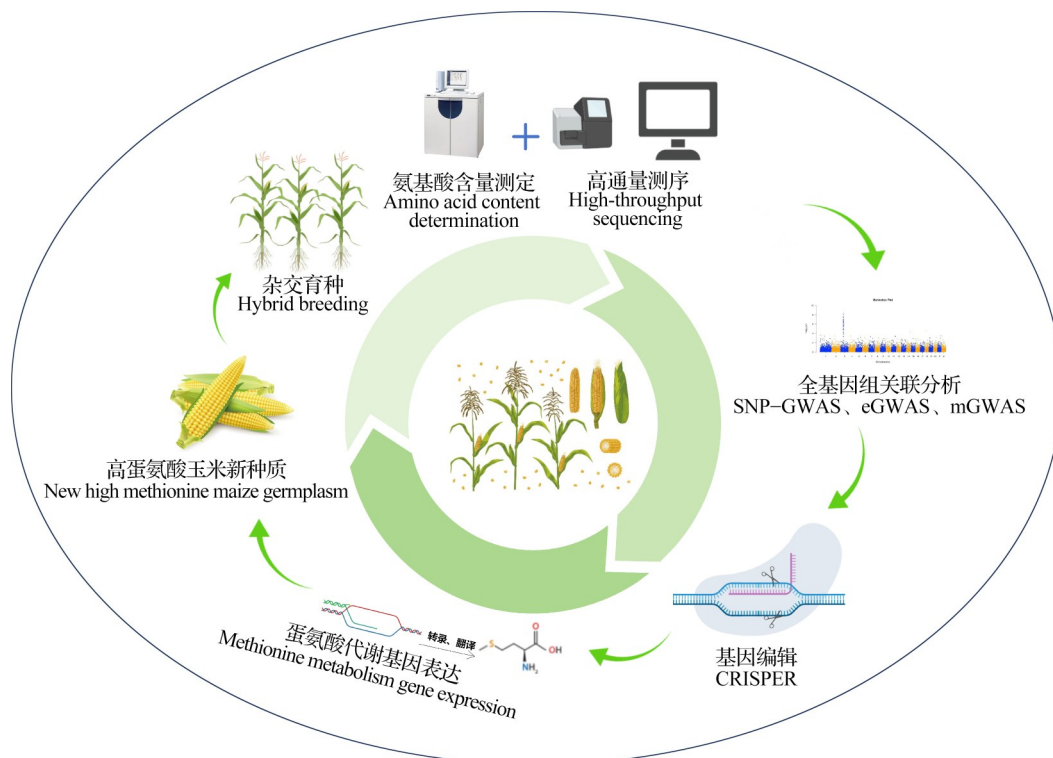 氨基酸含量测定
Amino acid content
determination
高通量测序
High-throughput
sequencing
全基因组关联分析
SNP–GWAS、eGWAS、mGWAS
基因编辑
CRISPER
转录、翻译
O
OH
NH₂
S
蛋氨酸代谢基因表达
Methionine metabolism gene expression
高蛋氨酸玉米新种质
New high methionine maize germplasm
杂交育种
Hybrid breeding